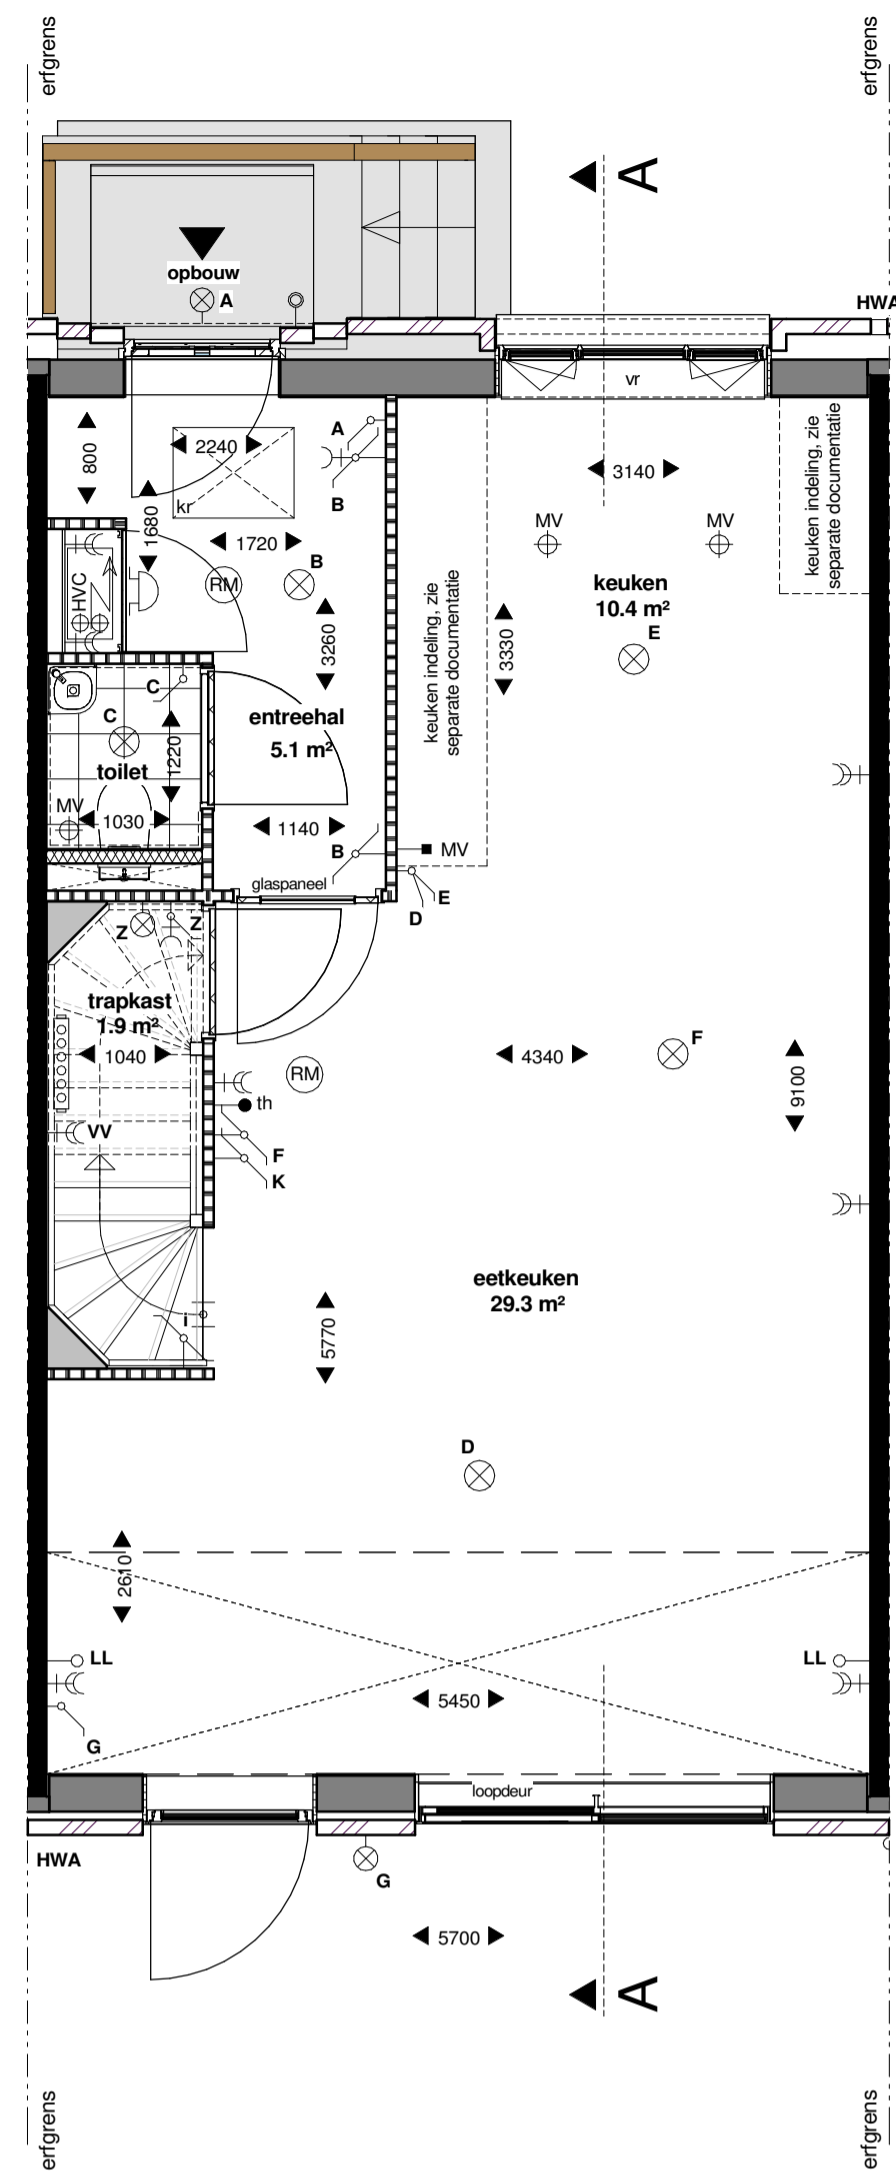 erfgrens
erfgrens
A
opbouw
A
HWA
vr
800
2240
A
B
3140
keuken indeling, zie
separate documentatie
kr
1680
1720
B
MV
MV
HVC
RM
keuken
10.4 m²
E
keuken indeling, zie
separate documentatie
3260
3330
C
C
entreehal
5.1 m²
toilet
1220
MV
1030
1140
B
MV
glaspaneel
E
D
Z
Z
trapkast
1.9 m²
1040
RM
4340
F
9100
th
VV
F
K
eetkeuken
29.3 m²
i
5770
D
2610
LL
LL
5450
G
loopdeur
HWA
G
5700
A
erfgrens
erfgrens